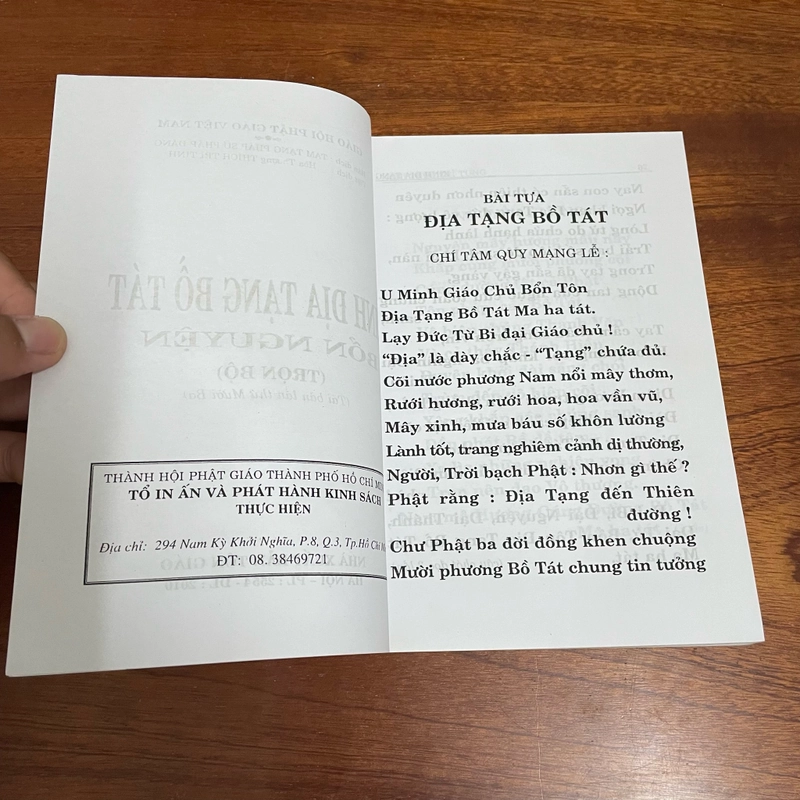 THÀNH HỘI PHẬT GIÁO THÀNH PHỐ HỒ CHÍ
TỔ IN ẤN VÀ PHÁT HÀNH KINH SÁCH
THỰC HIỆN
Địa chỉ: 294 Nam Kỳ Khởi Nghĩa, P.8, Q.3, Tp.Hồ
ĐT: 08. 38469721
BÀI TỰA
ĐỊA TẠNG BỒ TÁT
CHÍ TÂM QUY MẠNG LỄ :
U Minh Giáo Chủ Bổn Tôn
Địa Tạng Bồ Tát Ma ha tát.
Lạy Đức Từ Bi đại Giáo chủ !
“Địa” là dày chắc - “Tạng” chứa đủ.
Cõi nước phương Nam nổi mây thơm,
Rưới hương, rưới hoa, hoa vần vũ,
Mây xinh, mưa báu số khôn lường
Lành tốt, trang nghiêm cảnh dị thường,
Người, Trời bạch Phật : Nhơn gì thế ?
Phật rằng : Địa Tạng đến Thiên
đường !
Chư Phật ba đời đồng khen chuộng
Mười phương Bồ Tát chung tin tưởng